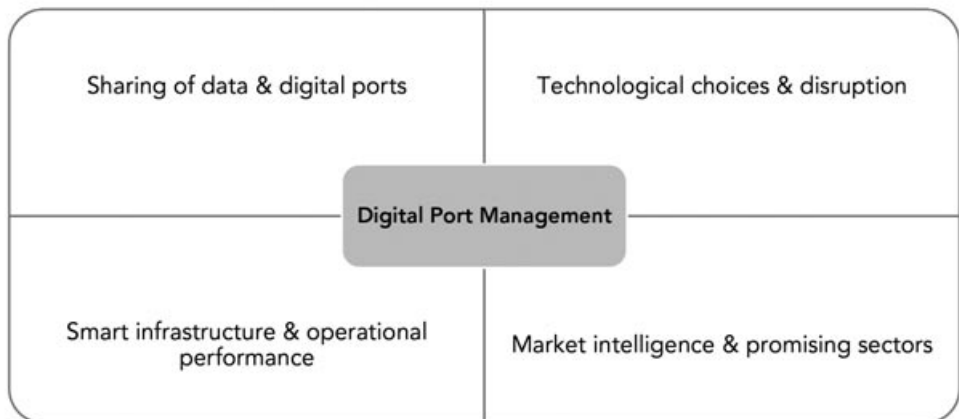 Sharing of data & digital ports
Technological choices & disruption
Digital Port Management
Smart infrastructure & operational
performance
Market intelligence & promising sectors